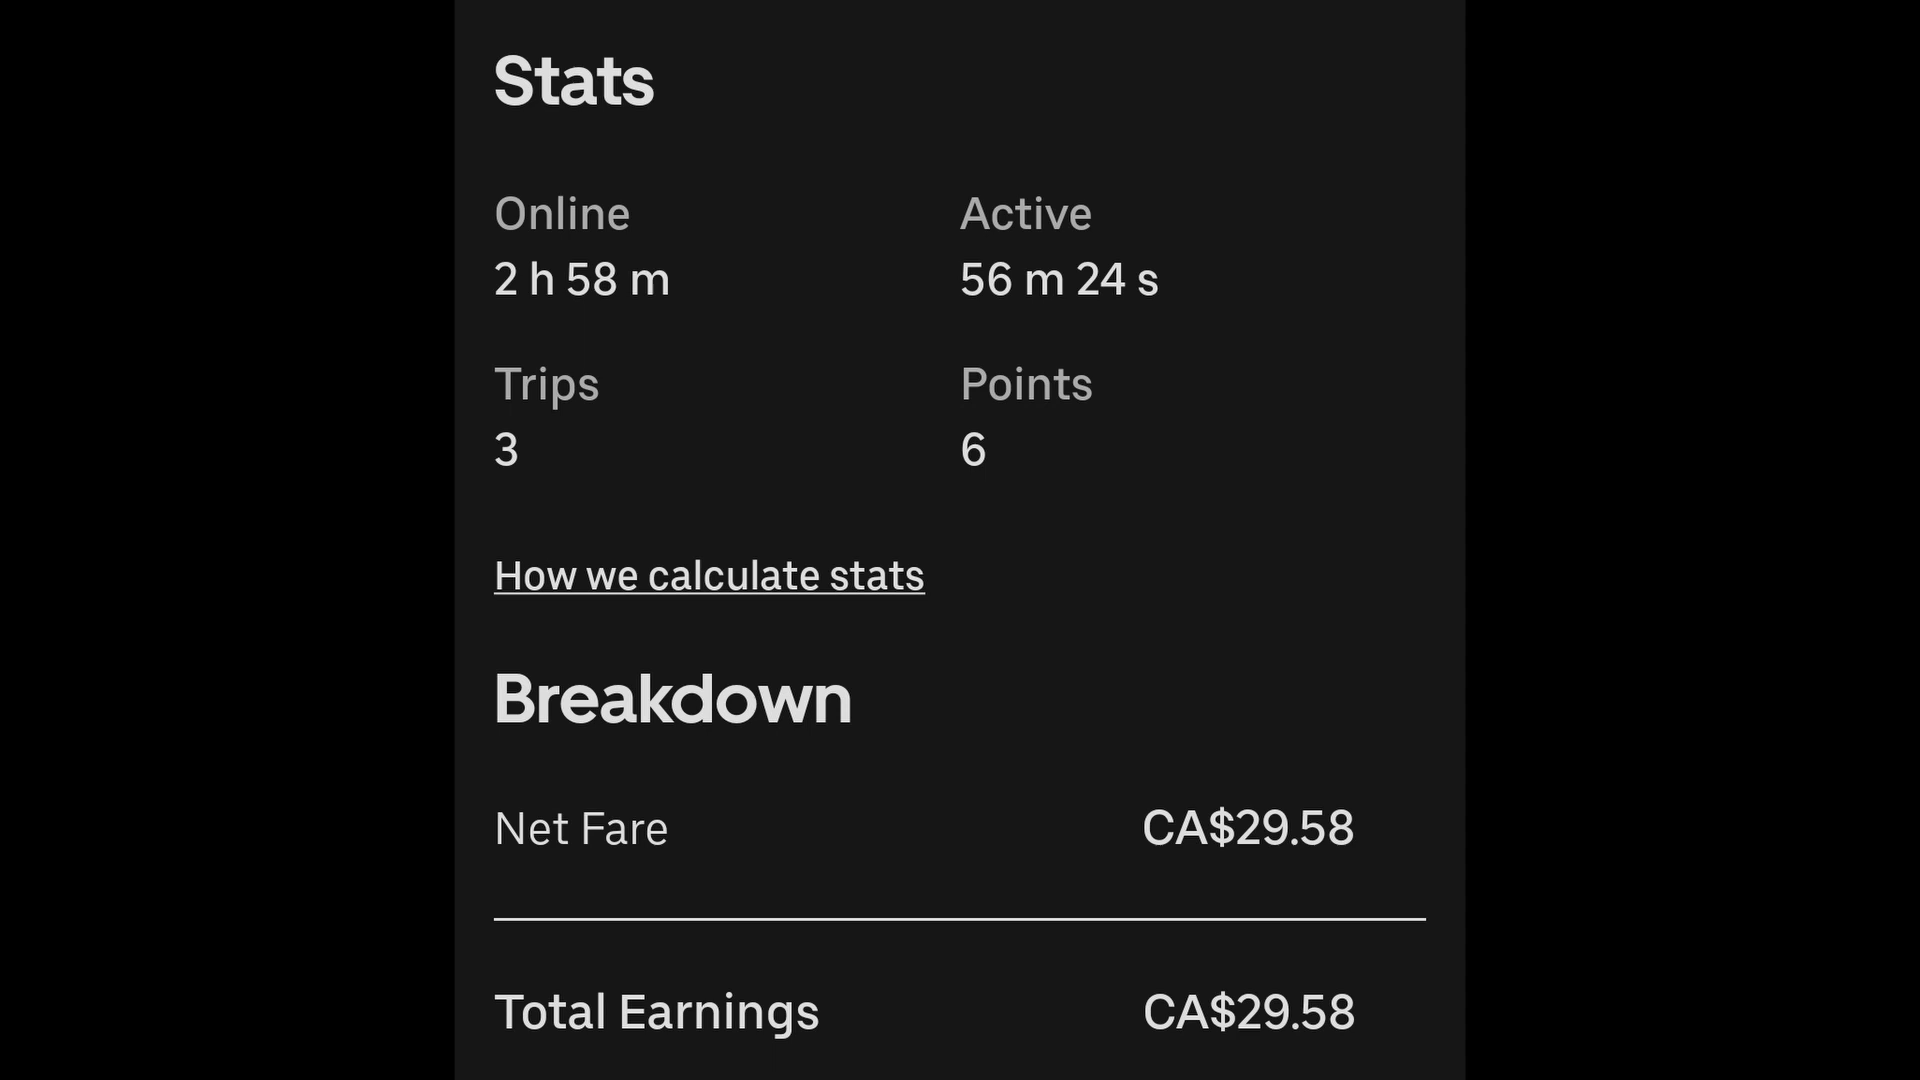 Stats
Online Active
2 h 58 m 56 m 24 s
Trips Points
3 6
How we calculate stats
Breakdown
Net Fare CA$29.58
Total Earnings CA$29.58